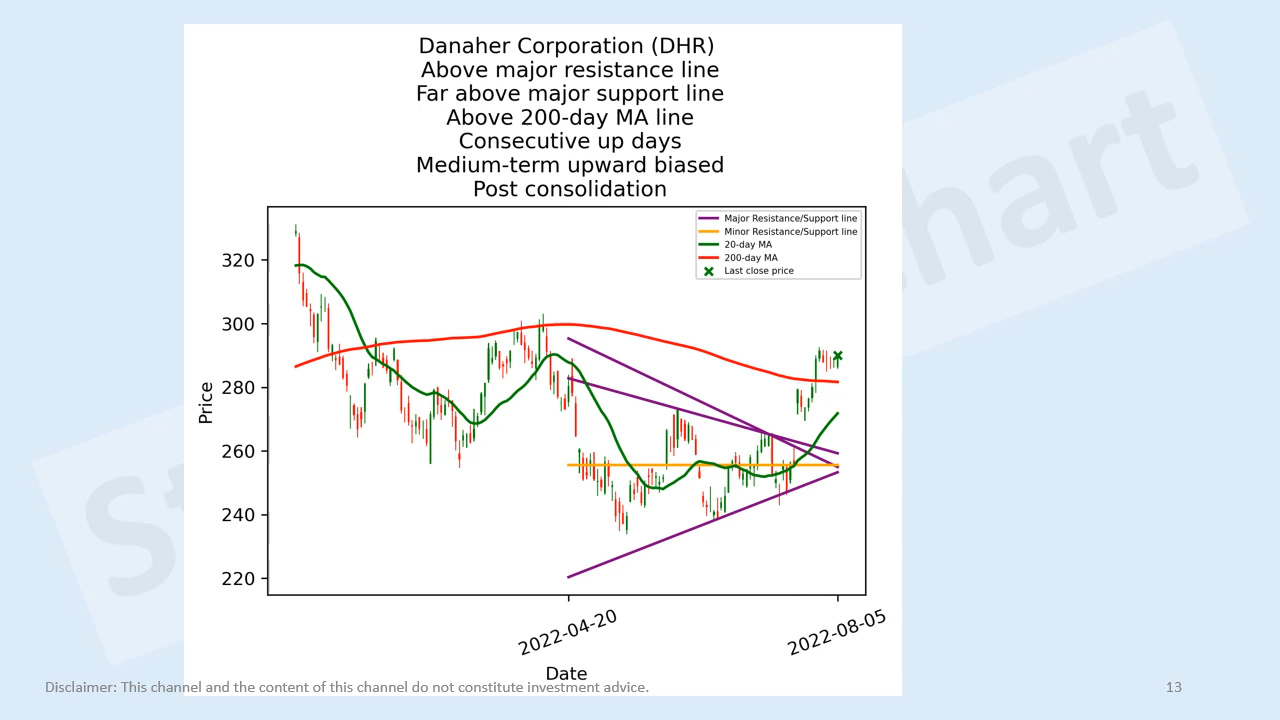 Danaher Corporation (DHR)
Above major resistance line
Far above major support line
Above 200-day MA line
Consecutive up days
Medium-term upward biased
Post consolidation
Major Resistance/Support line
Minor Resistance/Support line
20-day MA
200-day MA
Last close price
320
300
280
260
240
220
Price
2022-04-20
2022-08-05
Date
Disclaimer: This channel and the content of this channel do not constitute investment advice.
13